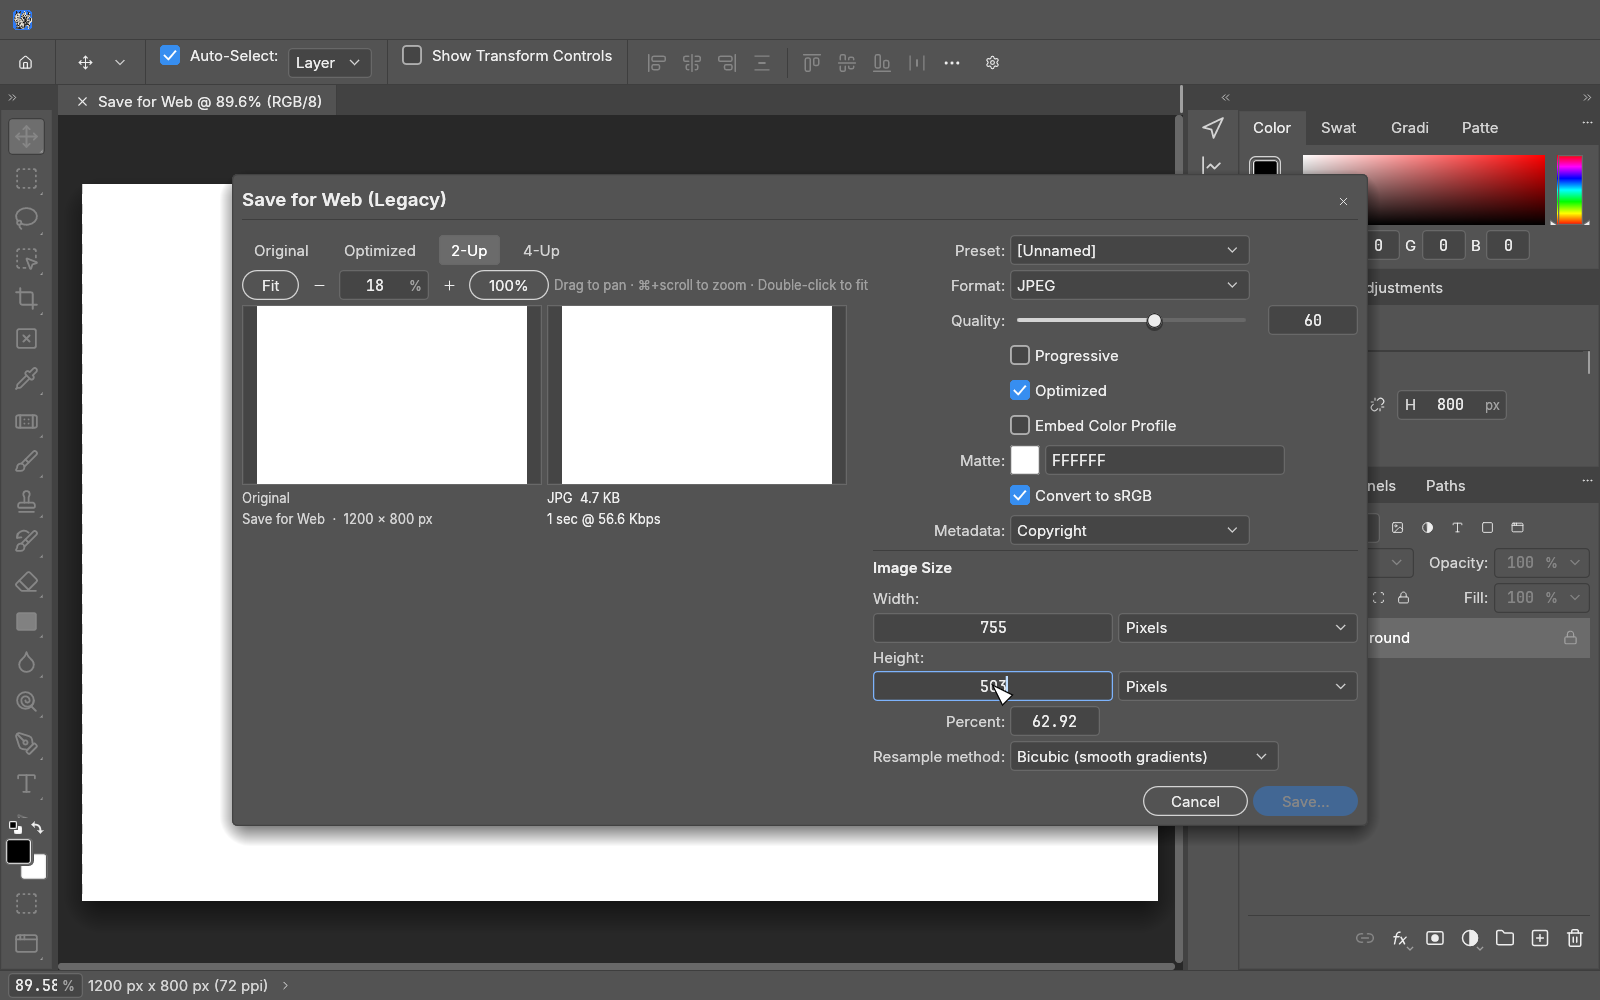 Auto-Select:
Layer
Show Transform Controls
Save for Web @ 89.6% (RGB/8)
Color
Swat
Gradi
Patte
0
G
0
B
0
djustments
H 800 px
nels
Paths
Opacity: 100 %
Fill: 100 %
round
Save for Web (Legacy)
Original
Optimized
2-Up
4-Up
Fit
18 %
100%
Drag to pan · ⌘+scroll to zoom · Double-click to fit
Original
Save for Web · 1200 × 800 px
JPG 4.7 KB
1 sec @ 56.6 Kbps
Preset: [Unnamed]
Format: JPEG
Quality: 60
Progressive
Optimized
Embed Color Profile
Matte: FFFFFF
Convert to sRGB
Metadata: Copyright
Image Size
Width:
755 Pixels
Height:
503 Pixels
Percent: 62.92
Resample method: Bicubic (smooth gradients)
Cancel
Save...
89.58 %
1200 px x 800 px (72 ppi)